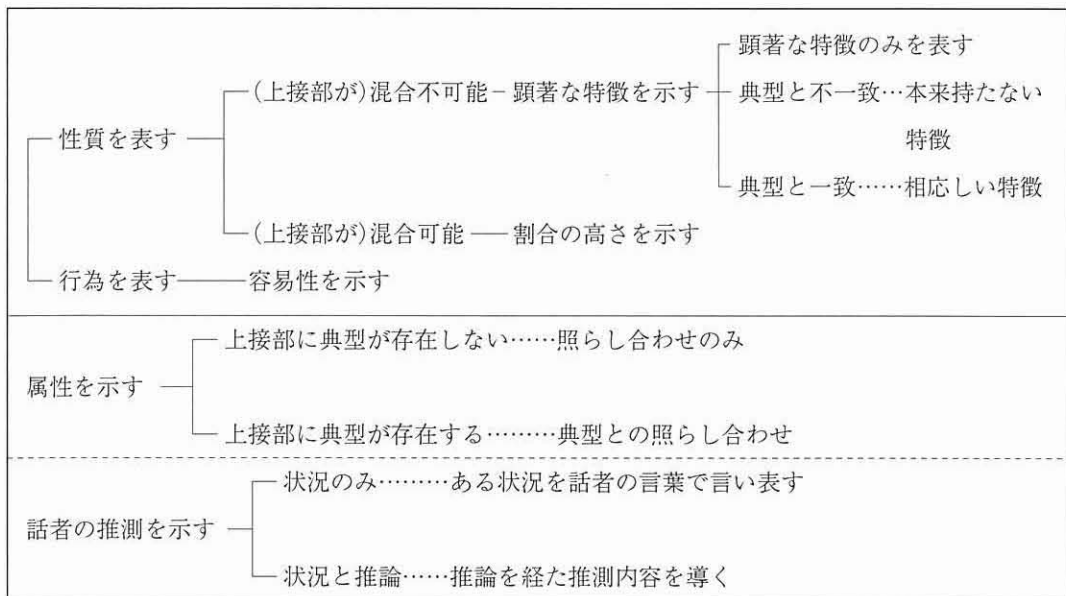 顕著な特徴のみを表す
(上接部が)混合不可能 − 顕著な特徴を示す
典型と不一致…本来持たない
特徴
性質を表す
典型と一致……相応しい特徴
(上接部が)混合可能 ── 割合の高さを示す
行為を表す───容易性を示す
上接部に典型が存在しない……照らし合わせのみ
属性を示す
上接部に典型が存在する………典型との照らし合わせ
状況のみ………ある状況を話者の言葉で言い表す
話者の推測を示す
状況と推論……推論を経た推測内容を導く